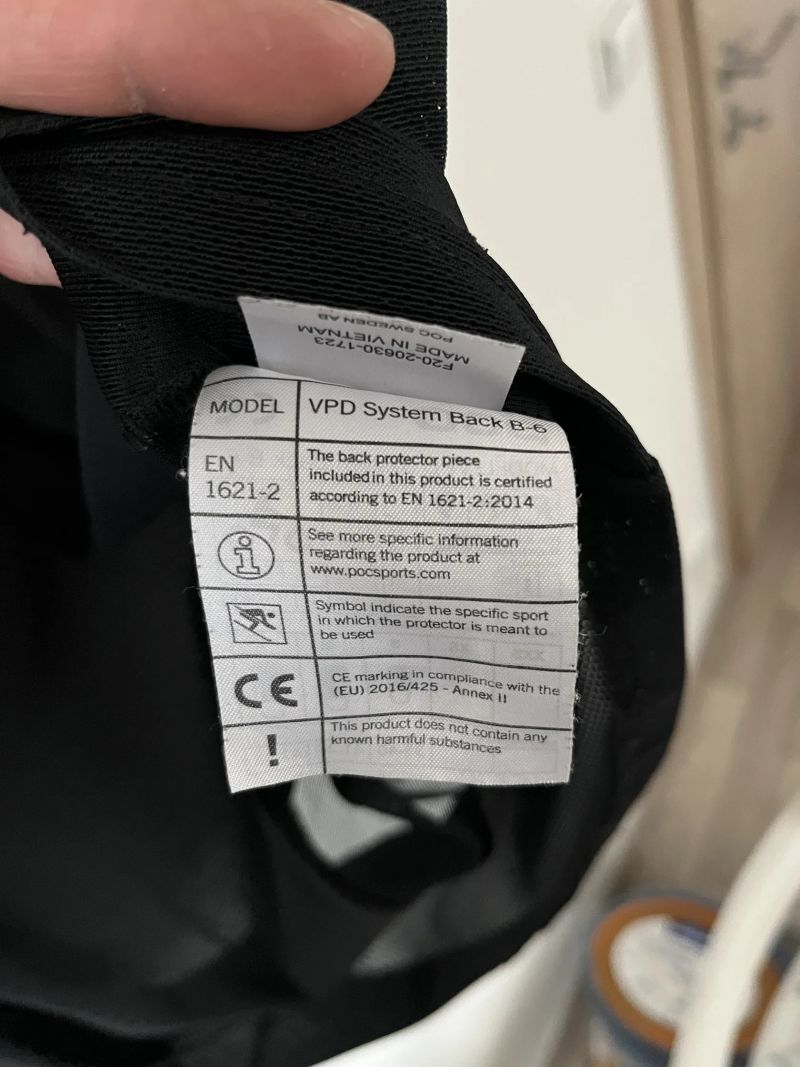 POC SWEDEN AB
MADE IN VIETNAM
F20-20630-1723
MODEL
VPD System Back B-6
EN
1621-2
The back protector piece
included in this product is certified
according to EN 1621-2:2014
See more specific information
regarding the product at
www.pocsports.com
Symbol indicate the specific sport
in which the protector is meant to
be used
CE
CE marking in compliance with the
(EU) 2016/425 - Annex II
!
This product does not contain any
known harmful substances